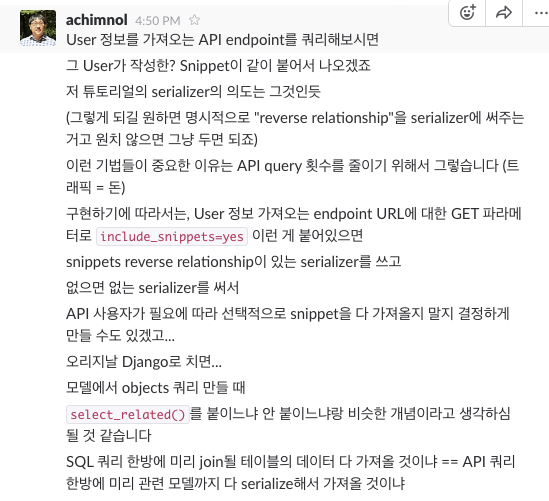 achimnol 4:50 PM
User 정보를 가져오는 API endpoint를 쿼리해보시면
그 User가 작성한? Snippet이 같이 붙어서 나오겠죠
저 튜토리얼의 serializer의 의도는 그것인듯
(그렇게 되길 원하면 명시적으로 "reverse relationship"을 serializer에 써주는
거고 원치 않으면 그냥 두면 되죠)
이런 기법들이 중요한 이유는 API query 횟수를 줄이기 위해서 그렇습니다 (트
래픽 = 돈)
구현하기에 따라서는, User 정보 가져오는 endpoint URL에 대한 GET 파라메
터로 include_snippets=yes 이런 게 붙어있으면
snippets reverse relationship이 있는 serializer를 쓰고
없으면 없는 serializer를 써서
API 사용자가 필요에 따라 선택적으로 snippet을 다 가져올지 말지 결정하게
만들 수도 있겠고...
오리지날 Django로 치면...
모델에서 objects 쿼리 만들 때
select_related()를 붙이느냐 안 붙이느냐랑 비슷한 개념이라고 생각하심
될 것 같습니다
SQL 쿼리 한방에 미리 join될 테이블의 데이터 다 가져올 것이냐 == API 쿼리
한방에 미리 관련 모델까지 다 serialize해서 가져올 것이냐